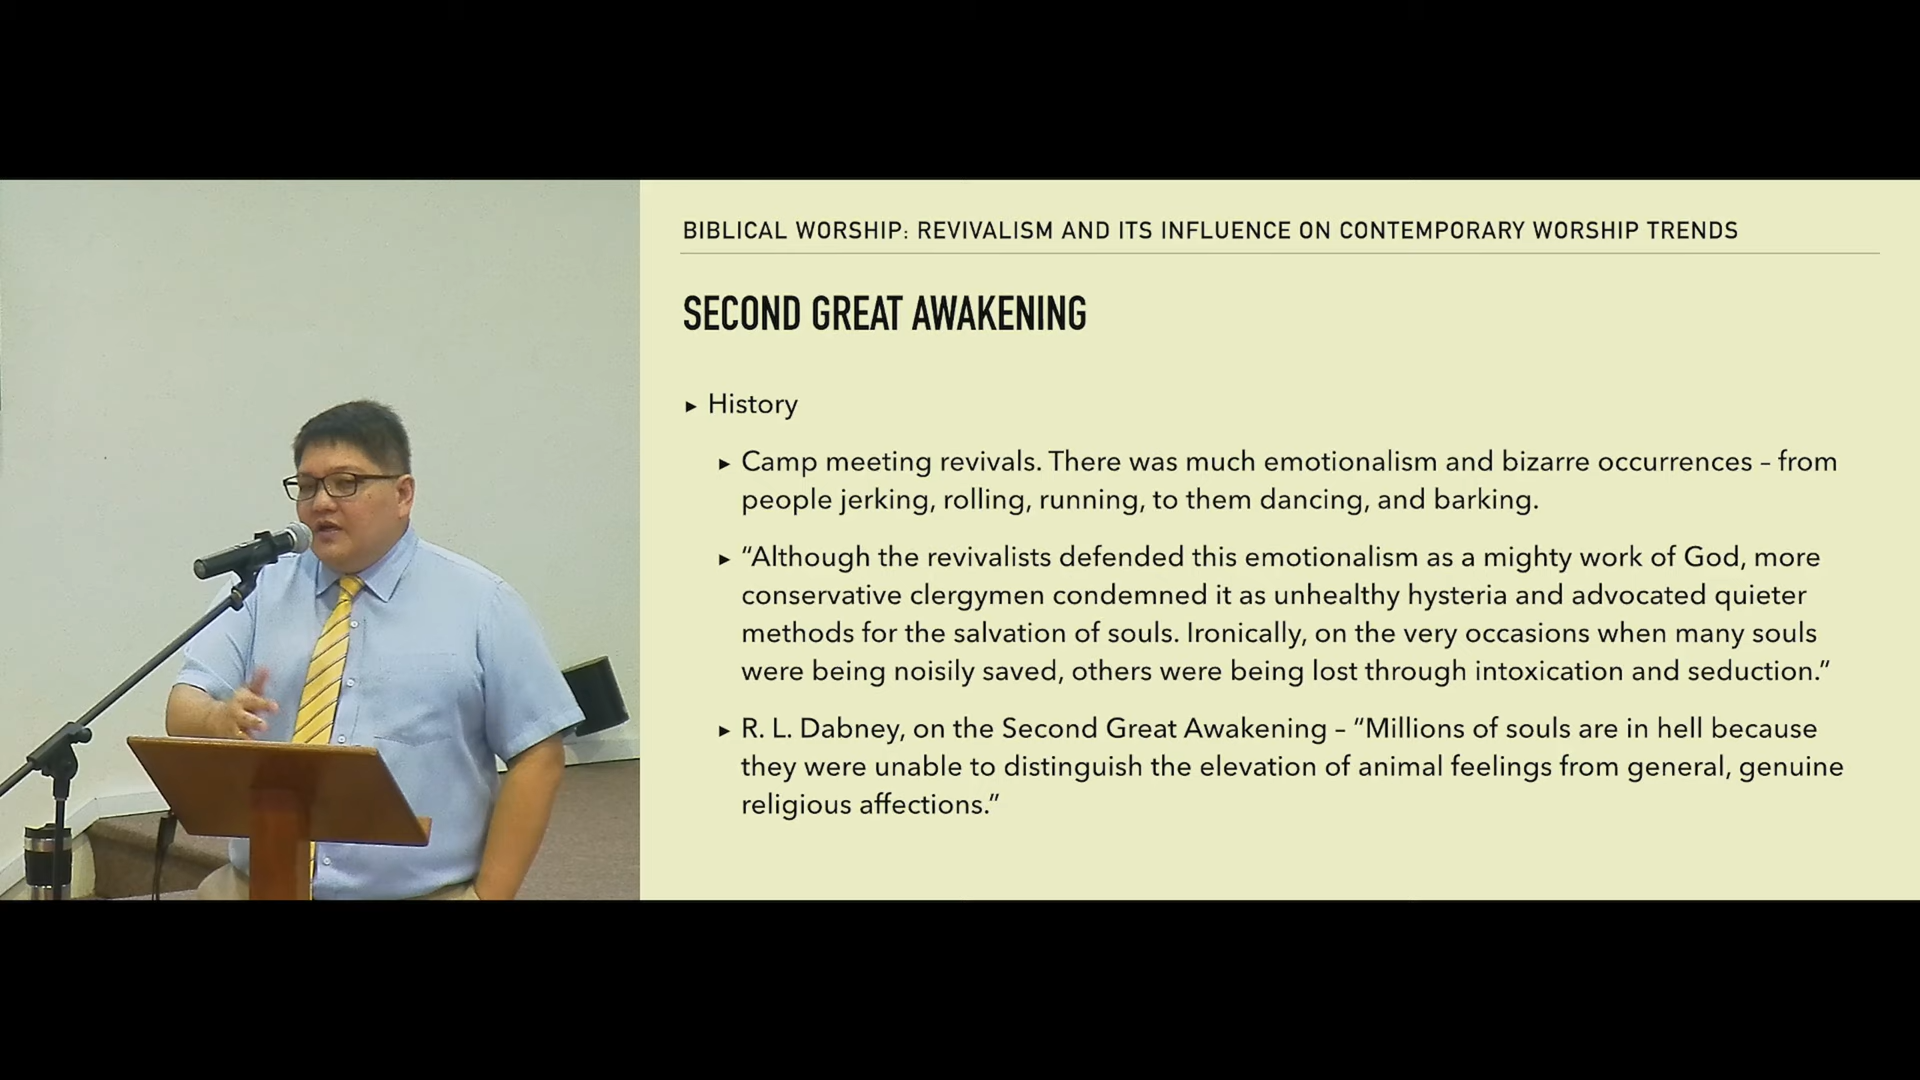 BIBLICAL WORSHIP: REVIVALISM AND ITS INFLUENCE ON CONTEMPORARY WORSHIP TRENDS
SECOND GREAT AWAKENING
▸ History
▸ Camp meeting revivals. There was much emotionalism and bizarre occurrences – from
people jerking, rolling, running, to them dancing, and barking.
▸ “Although the revivalists defended this emotionalism as a mighty work of God, more
conservative clergymen condemned it as unhealthy hysteria and advocated quieter
methods for the salvation of souls. Ironically, on the very occasions when many souls
were being noisily saved, others were being lost through intoxication and seduction.”
▸ R. L. Dabney, on the Second Great Awakening – “Millions of souls are in hell because
they were unable to distinguish the elevation of animal feelings from general, genuine
religious affections.”